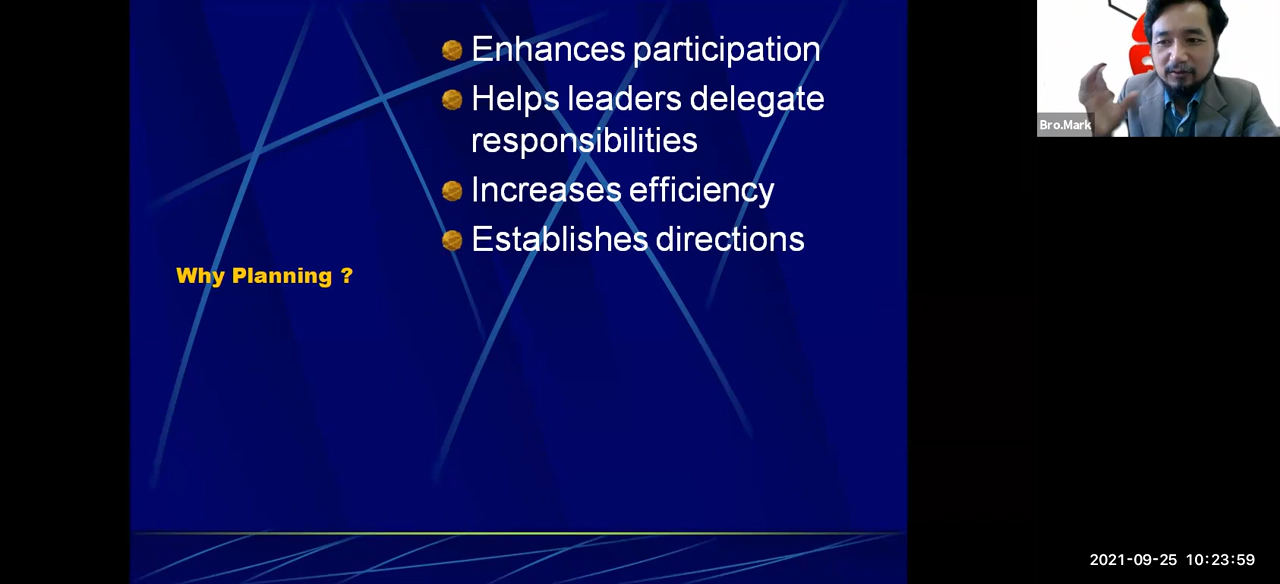 Enhances participation
Helps leaders delegate
responsibilities
Increases efficiency
Establishes directions
Why Planning ?
Bro.Mark
2021-09-25 10:23:59